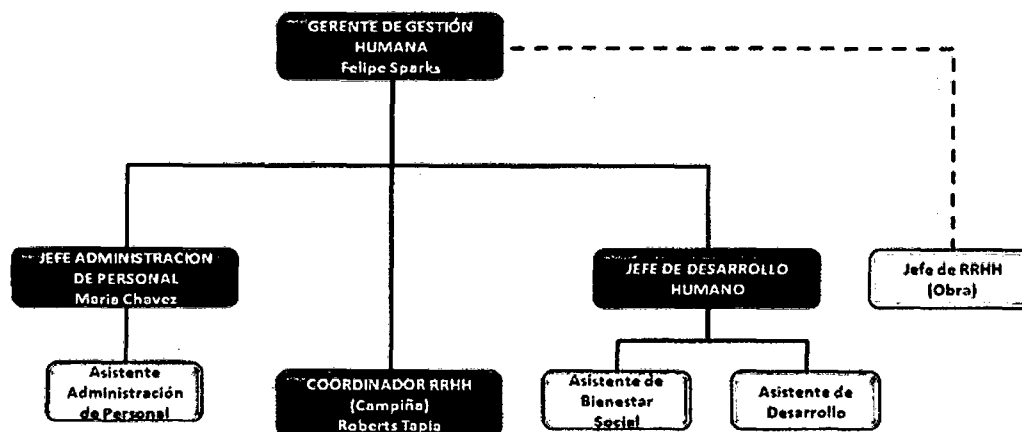 GERENTE DE GESTIÓN
HUMANA
Felipe Sparks
JEFE ADMINISTRACION
DE PERSONAL
Maria Chavez
JEFE DE DESARROLLO
HUMANO
Jefe de RRHH
(Obra)
Asistente
Administración
de Personal
COORDINADOR RRHH
(Campiña)
Roberts Tapia
Asistente de
Bienestar
Social
Asistente de
Desarrollo